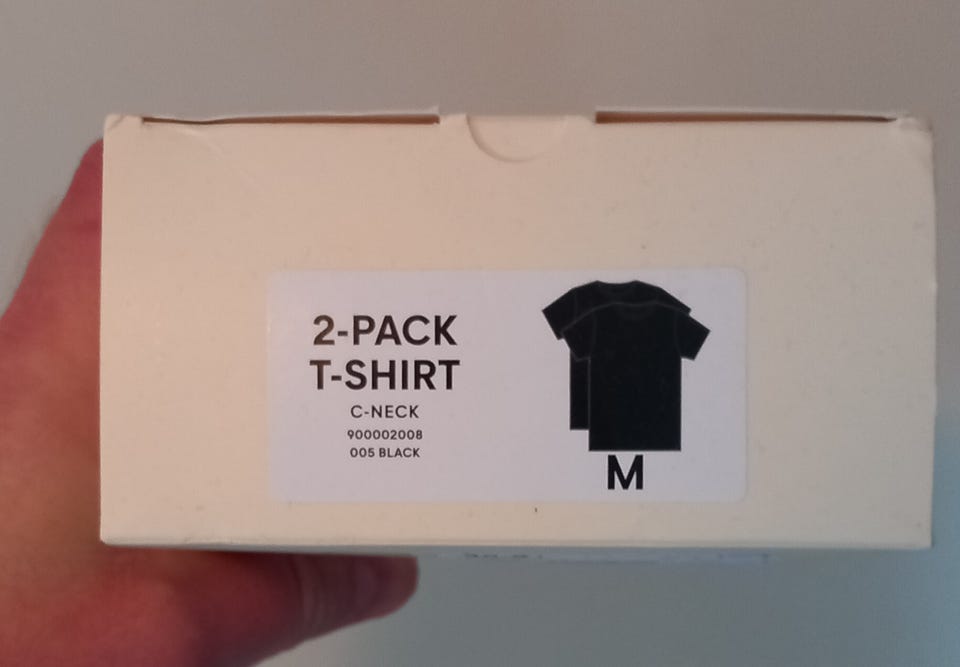 2-PACK
T-SHIRT
C-NECK
900002008
005 BLACK
M